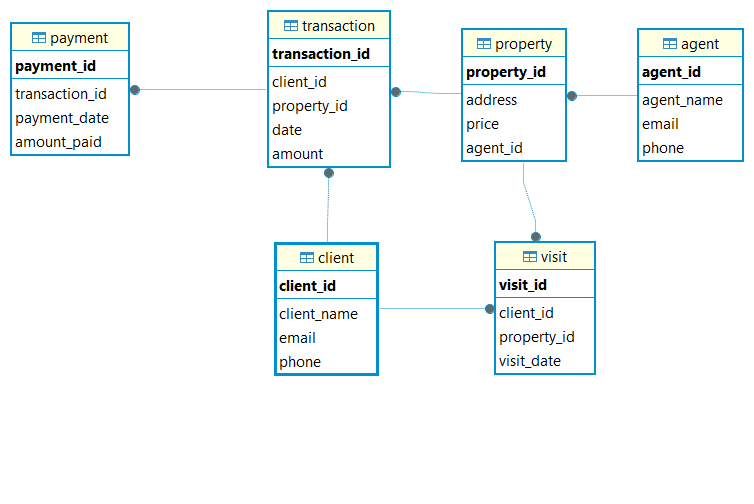 payment
payment_id
transaction_id
payment_date
amount_paid
transaction
transaction_id
client_id
property_id
date
amount
property
property_id
address
price
agent_id
agent
agent_id
agent_name
email
phone
client
client_id
client_name
email
phone
visit
visit_id
client_id
property_id
visit_date